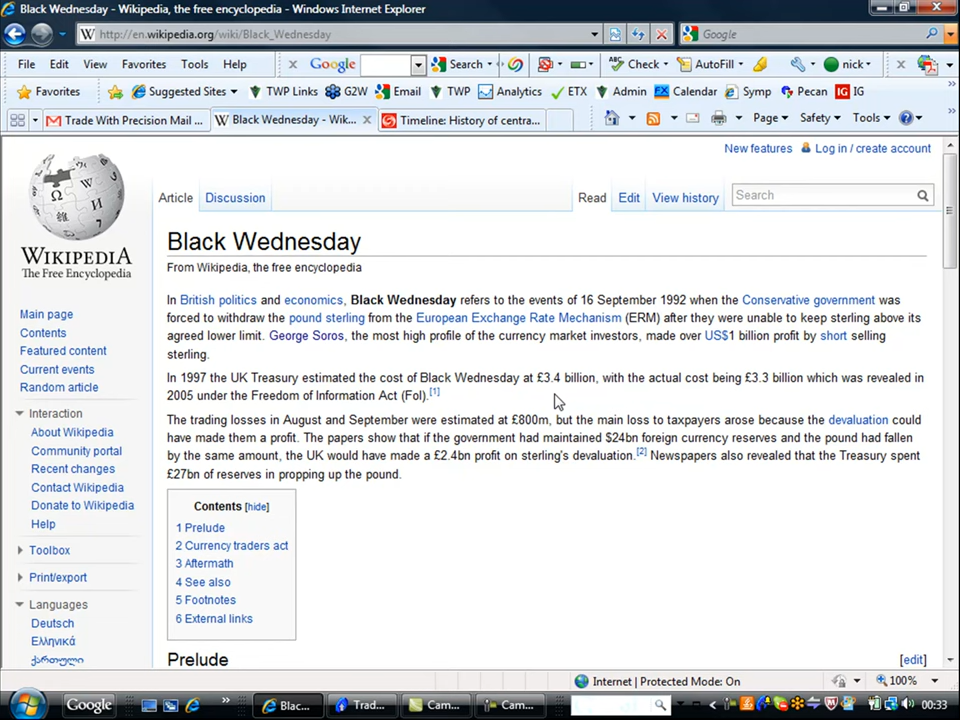 Black Wednesday - Wikipedia, the free encyclopedia - Windows Internet Explorer
http://en.wikipedia.org/wiki/Black_Wednesday
Google
File Edit View Favorites Tools Help
Google Search Check AutoFill nick
Favorites Suggested Sites TWP Links G2W Email TWP Analytics ETX Admin FX Calendar Symp Pecan IG IG
Trade With Precision Mail ... Black Wednesday - Wik... Timeline: History of centra... Page Safety Tools
New features Log in / create account
Article Discussion Read Edit View history Search
WIKIPEDIA
The Free Encyclopedia
Main page
Contents
Featured content
Current events
Random article
Interaction
About Wikipedia
Community portal
Recent changes
Contact Wikipedia
Donate to Wikipedia
Help
Toolbox
Print/export
Languages
Deutsch
Ελληνικά
ქართული
Black Wednesday
From Wikipedia, the free encyclopedia
In British politics and economics, Black Wednesday refers to the events of 16 September 1992 when the Conservative government was
forced to withdraw the pound sterling from the European Exchange Rate Mechanism (ERM) after they were unable to keep sterling above its
agreed lower limit. George Soros, the most high profile of the currency market investors, made over US$1 billion profit by short selling
sterling.
In 1997 the UK Treasury estimated the cost of Black Wednesday at £3.4 billion, with the actual cost being £3.3 billion which was revealed in
2005 under the Freedom of Information Act (FoI).[1]
The trading losses in August and September were estimated at £800m, but the main loss to taxpayers arose because the devaluation could
have made them a profit. The papers show that if the government had maintained $24bn foreign currency reserves and the pound had fallen
by the same amount, the UK would have made a £2.4bn profit on sterling's devaluation.[2] Newspapers also revealed that the Treasury spent
£27bn of reserves in propping up the pound.
Contents [hide]
1 Prelude
2 Currency traders act
3 Aftermath
4 See also
5 Footnotes
6 External links
Prelude [edit]
Internet | Protected Mode: On 100%
Google Blac... Trad... Cam... Cam... 00:33